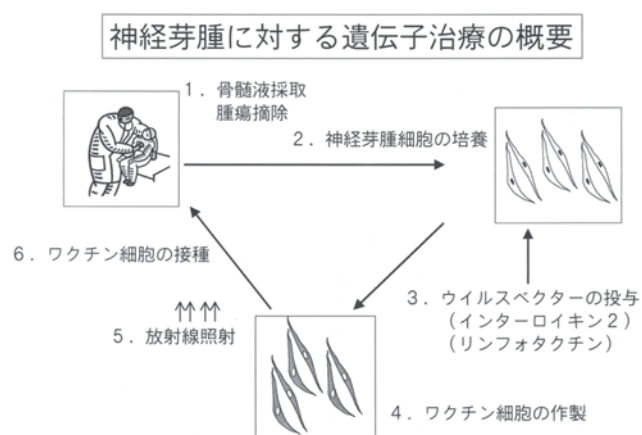 神経芽腫に対する遺伝子治療の概要
1．骨髄液採取
腫瘍摘除
2．神経芽腫細胞の培養
3．ウイルスベクターの投与
（インターロイキン2）
（リンフォタクチン）
4．ワクチン細胞の作製
5．放射線照射
6．ワクチン細胞の接種